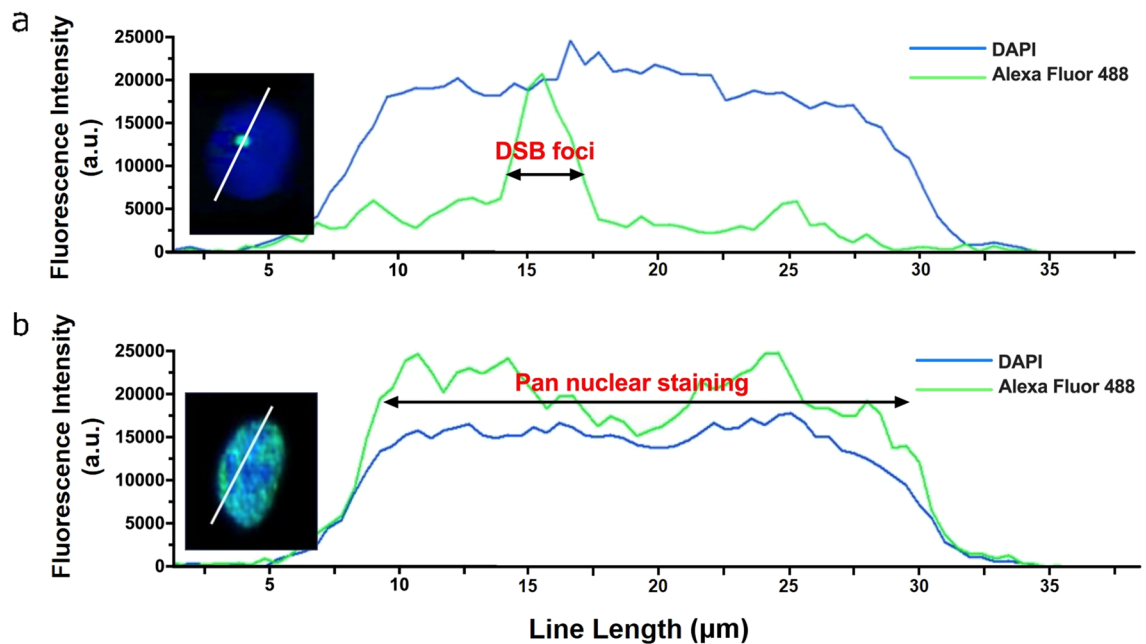 a
Fluorescence Intensity
(a.u.)
25000
20000
15000
10000
5000
0
DAPI
Alexa Fluor 488
DSB foci
5
10
15
20
25
30
35
b
Fluorescence Intensity
(a.u.)
25000
20000
15000
10000
5000
0
DAPI
Alexa Fluor 488
Pan nuclear staining
5
10
15
20
25
30
35
Line Length (µm)